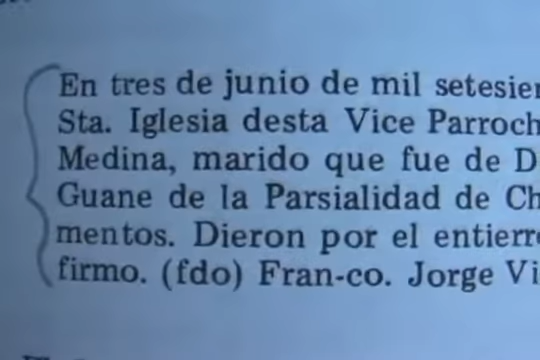 En tres de junio de mil setesien
Sta. Iglesia desta Vice Parroch
Medina, marido que fue de D
Guane de la Parsialidad de Ch
mentos. Dieron por el entierr
firmo. (fdo) Fran-co. Jorge Vi